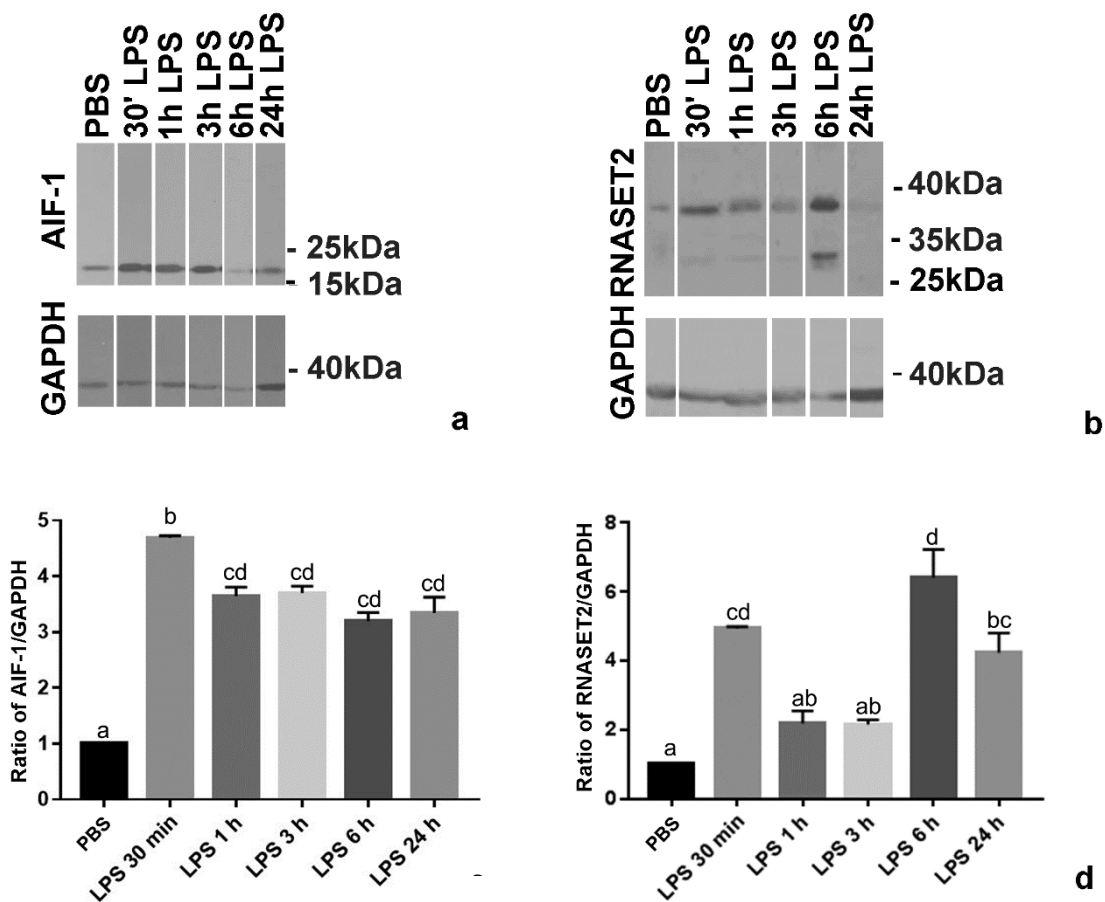 PBS
30' LPS
1h LPS
3h LPS
6h LPS
24h LPS
AIF-1
- 25kDa
- 15kDa
GAPDH
- 40kDa
a
PBS
30' LPS
1h LPS
3h LPS
6h LPS
24h LPS
RNASET2
- 40kDa
- 35kDa
- 25kDa
GAPDH
- 40kDa
b
Ratio of AIF-1/GAPDH
5
4
3
2
1
0
a
b
cd
cd
cd
cd
PBS
LPS 30 min
LPS 1 h
LPS 3 h
LPS 6 h
LPS 24 h
Ratio of RNASET2/GAPDH
8
6
4
2
0
a
cd
ab
ab
d
bc
PBS
LPS 30 min
LPS 1 h
LPS 3 h
LPS 6 h
LPS 24 h
d